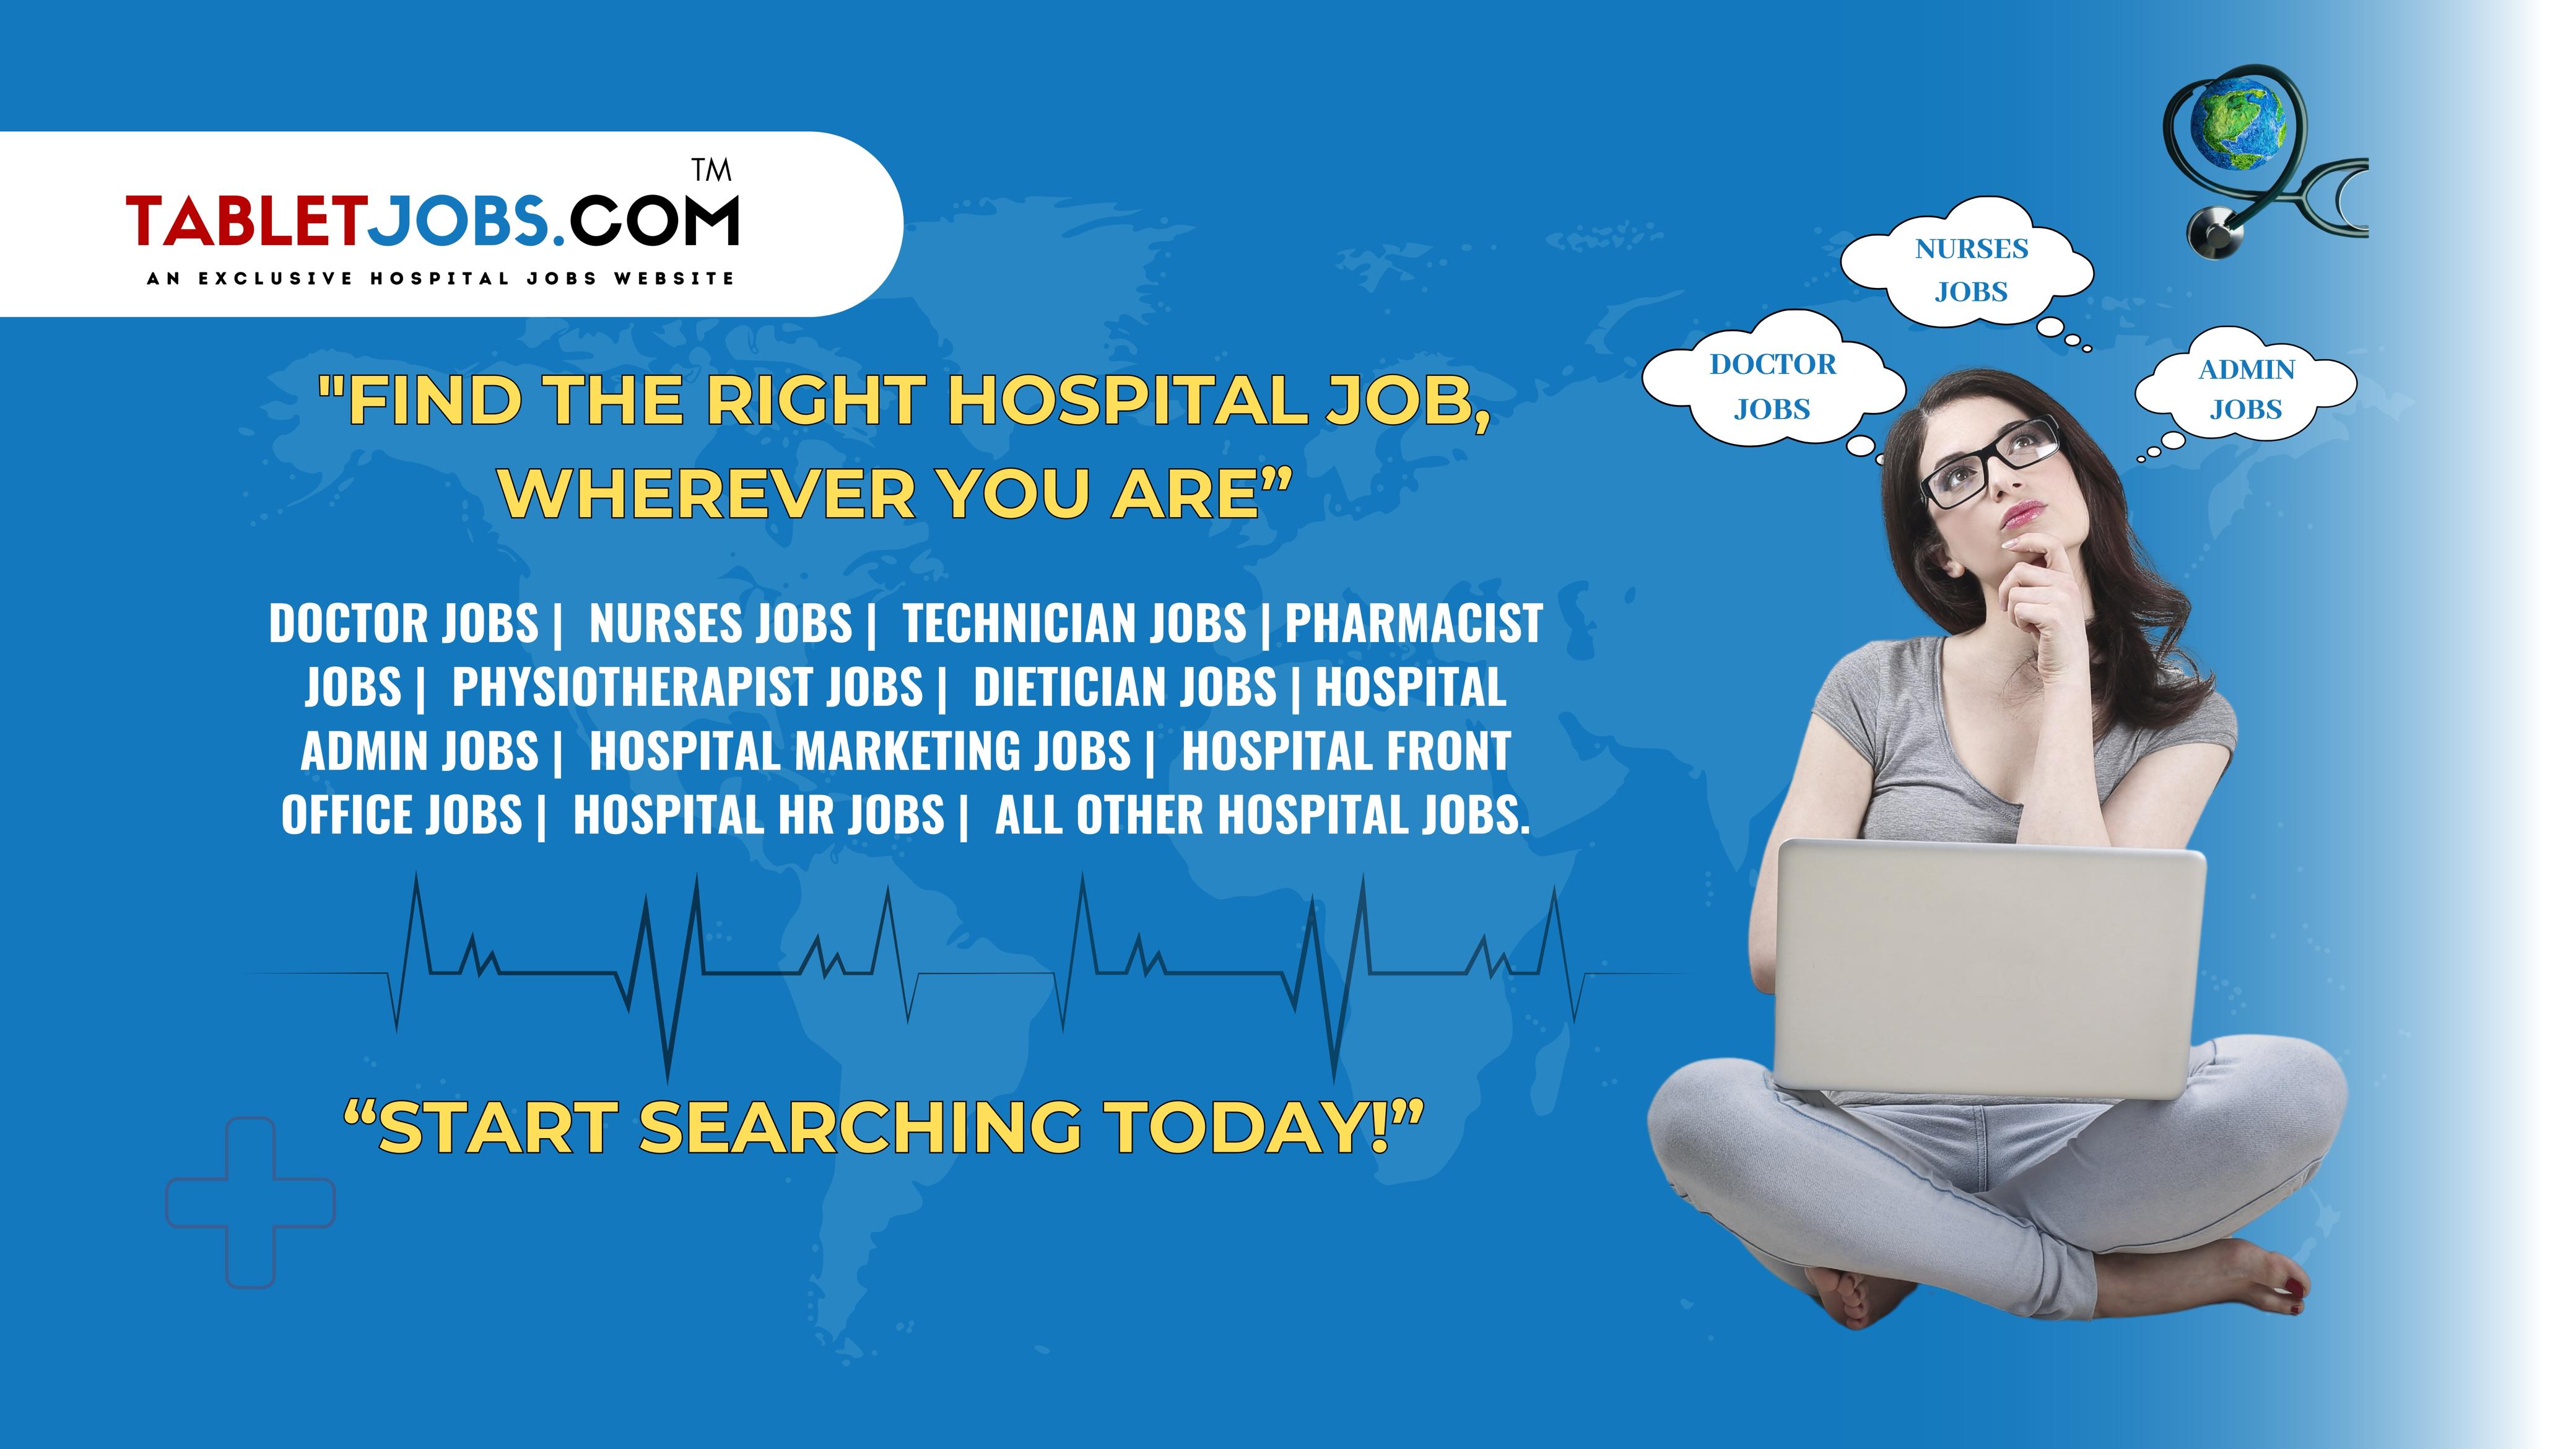 TM
TABLETJOBS.COM
AN EXCLUSIVE HOSPITAL JOBS WEBSITE
"FIND THE RIGHT HOSPITAL JOB,
WHEREVER YOU ARE”
DOCTOR JOBS | NURSES JOBS | TECHNICIAN JOBS | PHARMACIST
JOBS | PHYSIOTHERAPIST JOBS | DIETICIAN JOBS | HOSPITAL
ADMIN JOBS | HOSPITAL MARKETING JOBS | HOSPITAL FRONT
OFFICE JOBS | HOSPITAL HR JOBS | ALL OTHER HOSPITAL JOBS.
“START SEARCHING TODAY!”
NURSES
JOBS
DOCTOR
JOBS
ADMIN
JOBS